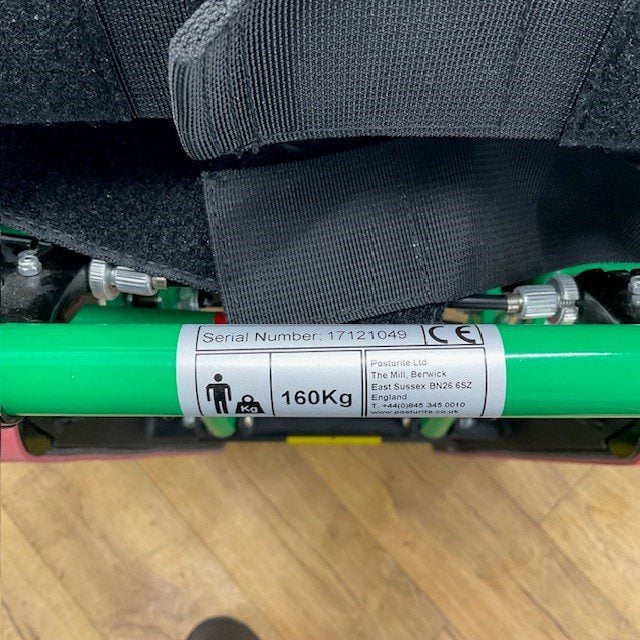 Serial Number: 17121049 CE
Kg
160Kg
Posturite Ltd
The Mill, Berwick
East Sussex BN26 6SZ
England
T. +44(0)845 345 0010
www.posturite.co.uk